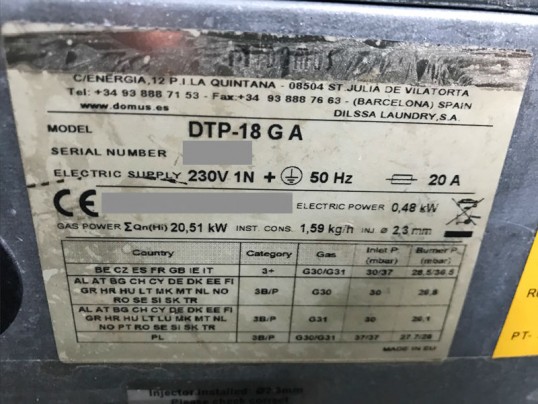 C/ENERGIA,12 P.I.LA QUINTANA - 08504 ST.JULIA DE VILATORTA
Tel: +34 93 888 71 53 - Fax:+34 93 888 76 63 - (BARCELONA) SPAIN
www.domus.es DILSSA LAUNDRY,S.A.
MODEL DTP-18 G A
SERIAL NUMBER
ELECTRIC SUPPLY 230V 1N + 50 Hz 20 A
CE ELECTRIC POWER 0,48 kW
GAS POWER ΣQn(Hi) 20,51 kW INST. CONS. 1,59 kg/h INJ. Ø 2,3 mm
Country Category Gas Inlet P. (mbar) Burner P. (mbar)
BE CZ ES FR GB IE IT 3+ G30/G31 30/37
AL AT BG CH CY DE DK EE FI
GR HR HU LT MK MT NL NO 3B/P G30 30
RO SE SI SK TR
AL AT BG CH CY DE DK EE FI
GR HR HU LT LU MK MT NL 3B/P G31 30
NO PT RO SE SI SK TR
PL 3B/P G30/G31 37/37
MADE IN EU
PT-
Injector installed
Please check correct